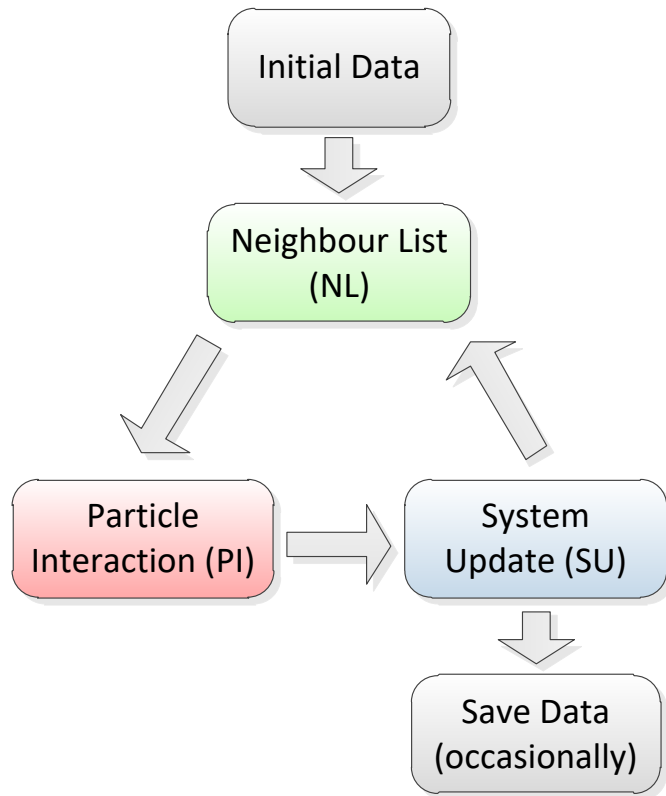 Initial Data
Neighbour List
(NL)
Particle
Interaction (PI)
System
Update (SU)
Save Data
(occasionally)